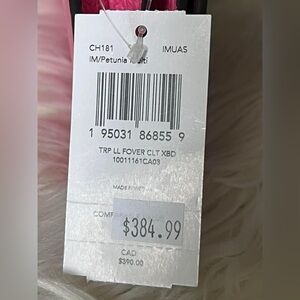 CH181 IMUAS
IM/Petunia Multi
1 95031 86855 9
TRP LL FOVER CLT XBD
10011161CA03
MADE
$384.99
CAD
$390.00